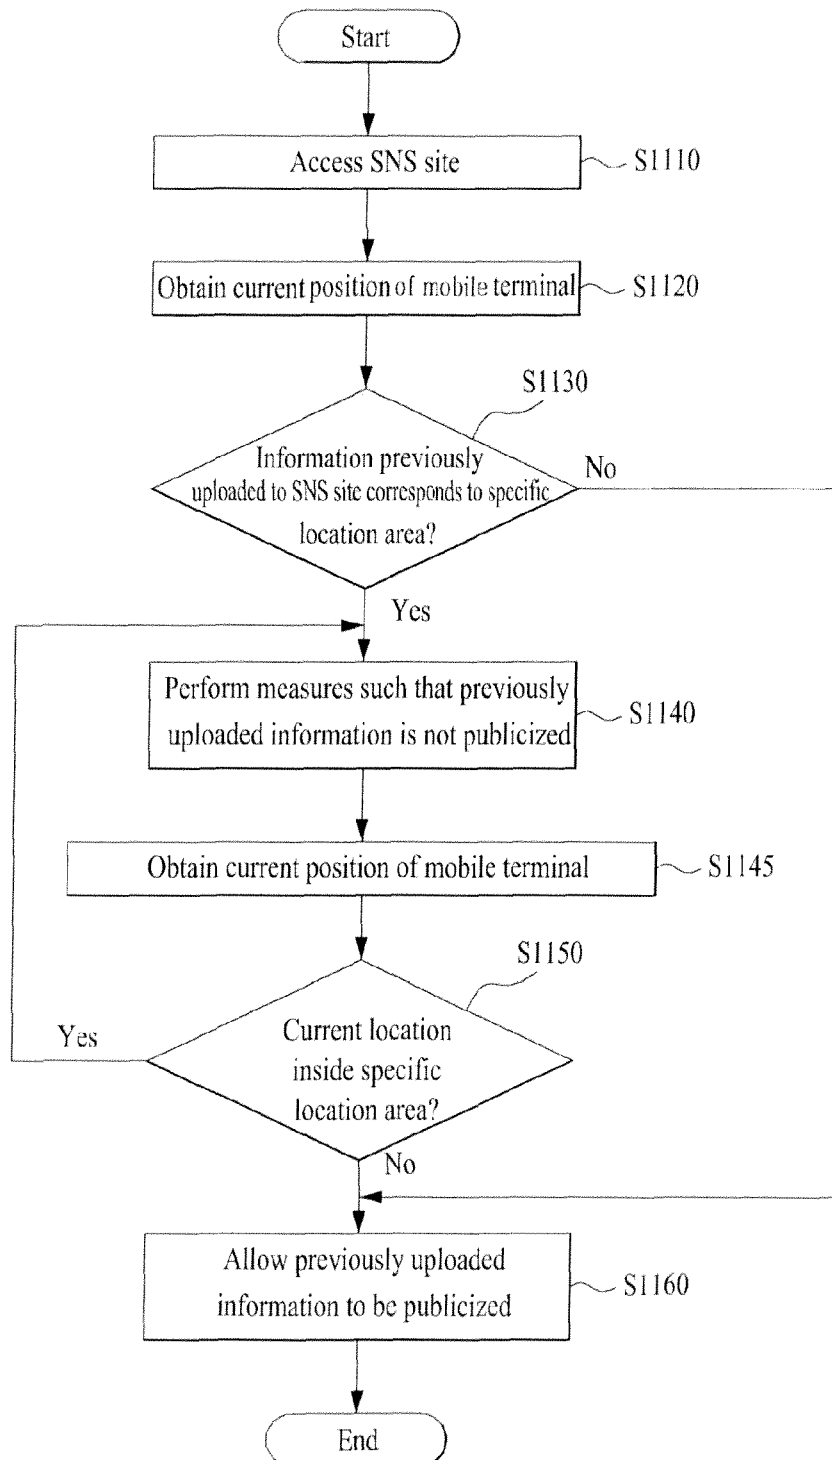 Start
Access SNS site
S1110
Obtain current position of mobile terminal
S1120
S1130
Information previously
uploaded to SNS site corresponds to specific
location area?
No
Yes
Perform measures such that previously
uploaded information is not publicized
S1140
Obtain current position of mobile terminal
S1145
S1150
Current location
inside specific
location area?
Yes
No
Allow previously uploaded
information to be publicized
S1160
End